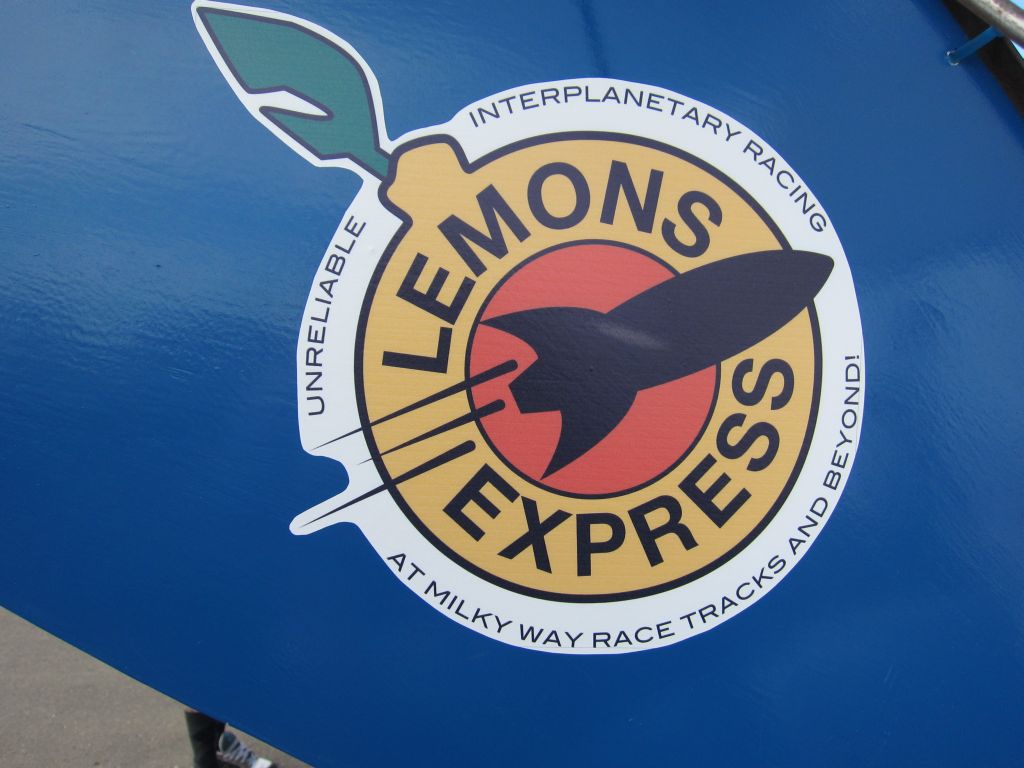 UNRELIABLE INTERPLANETARY RACING
LEMONS
EXPRESS
AT MILKY WAY RACE TRACKS AND BEYOND!